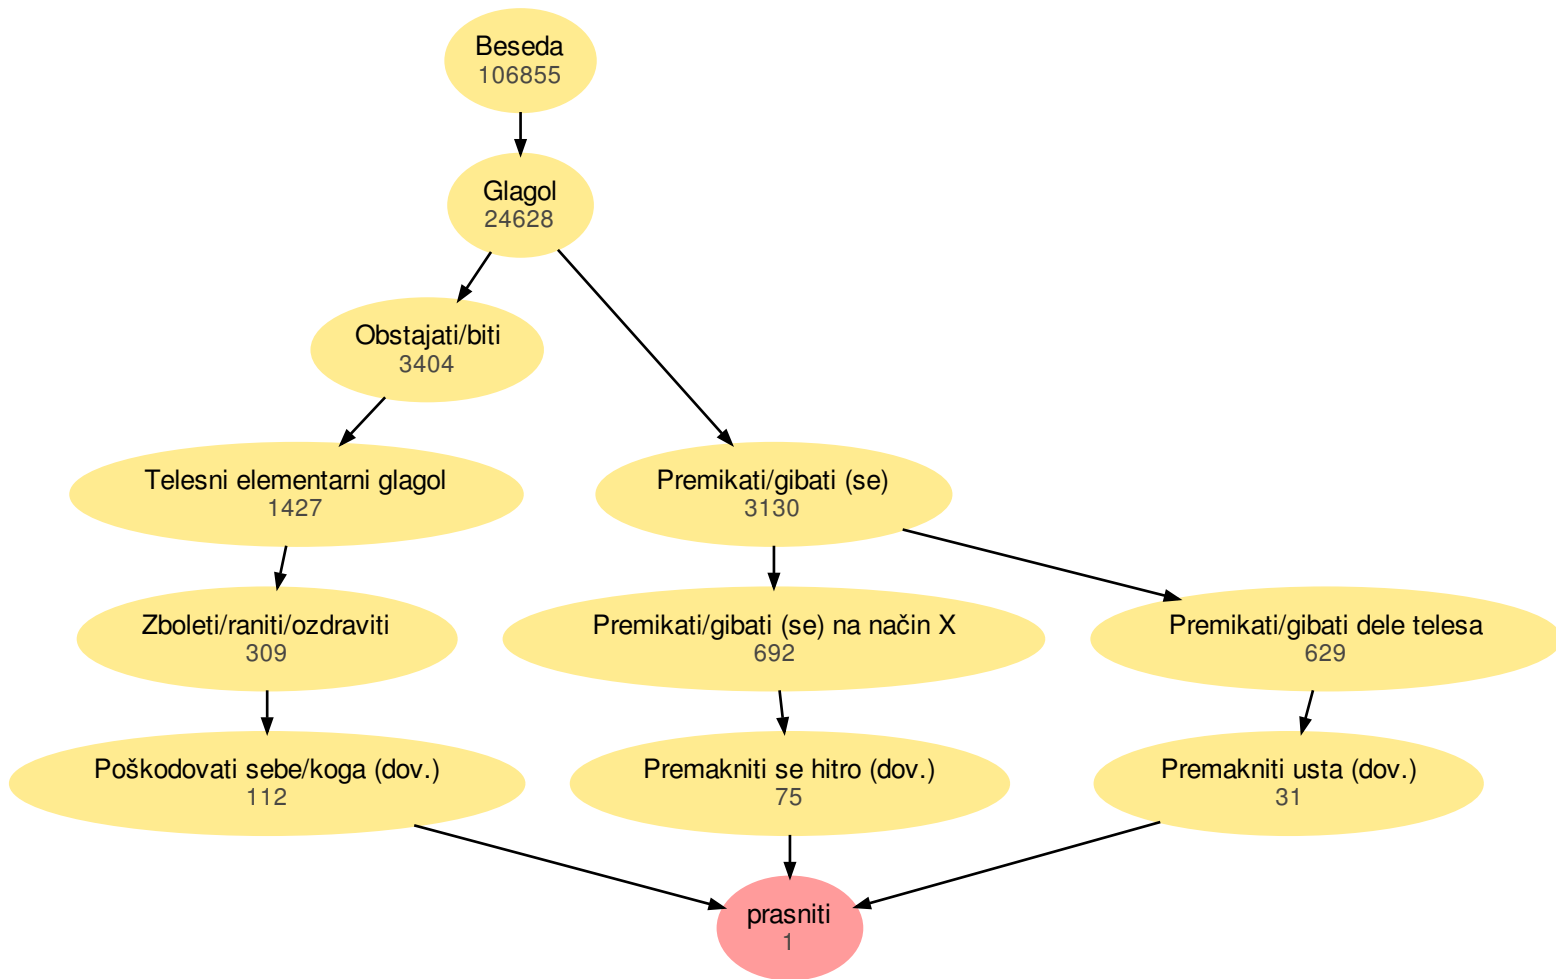 Beseda
106855
Glagol
24628
Obstajati/biti
3404
Telesni elementarni glagol
1427
Premikati/gibati (se)
3130
Zboleti/raniti/ozdraviti
309
Premikati/gibati (se) na način X
692
Premikati/gibati dele telesa
629
Poškodovati sebe/koga (dov.)
112
Premakniti se hitro (dov.)
75
Premakniti usta (dov.)
31
prasniti
1